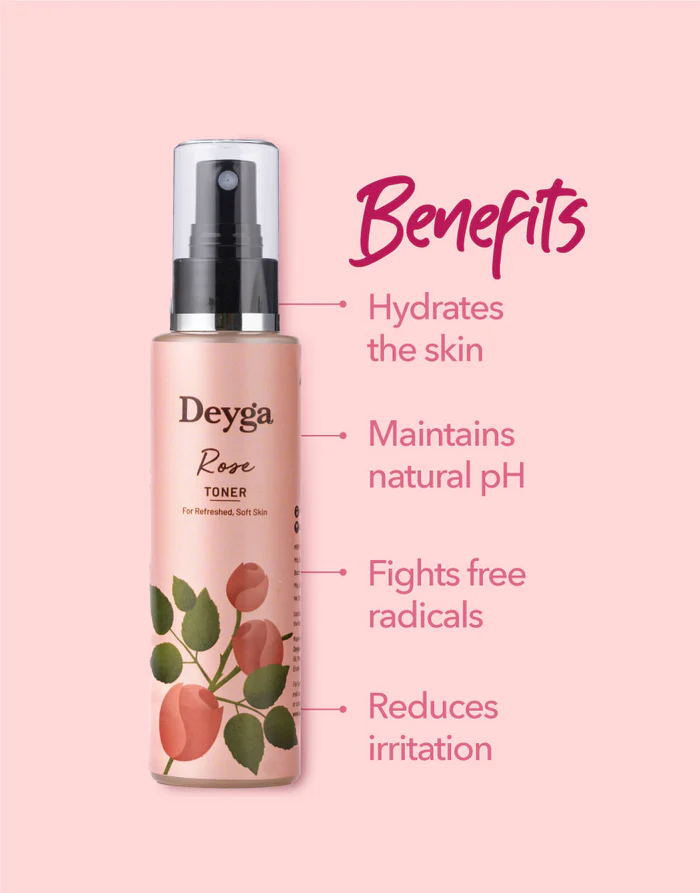 Benefits
Hydrates
the skin
Maintains
natural pH
Fights free
radicals
Reduces
irritation
Deyga
Rose
TONER
For Refreshed, Soft Skin